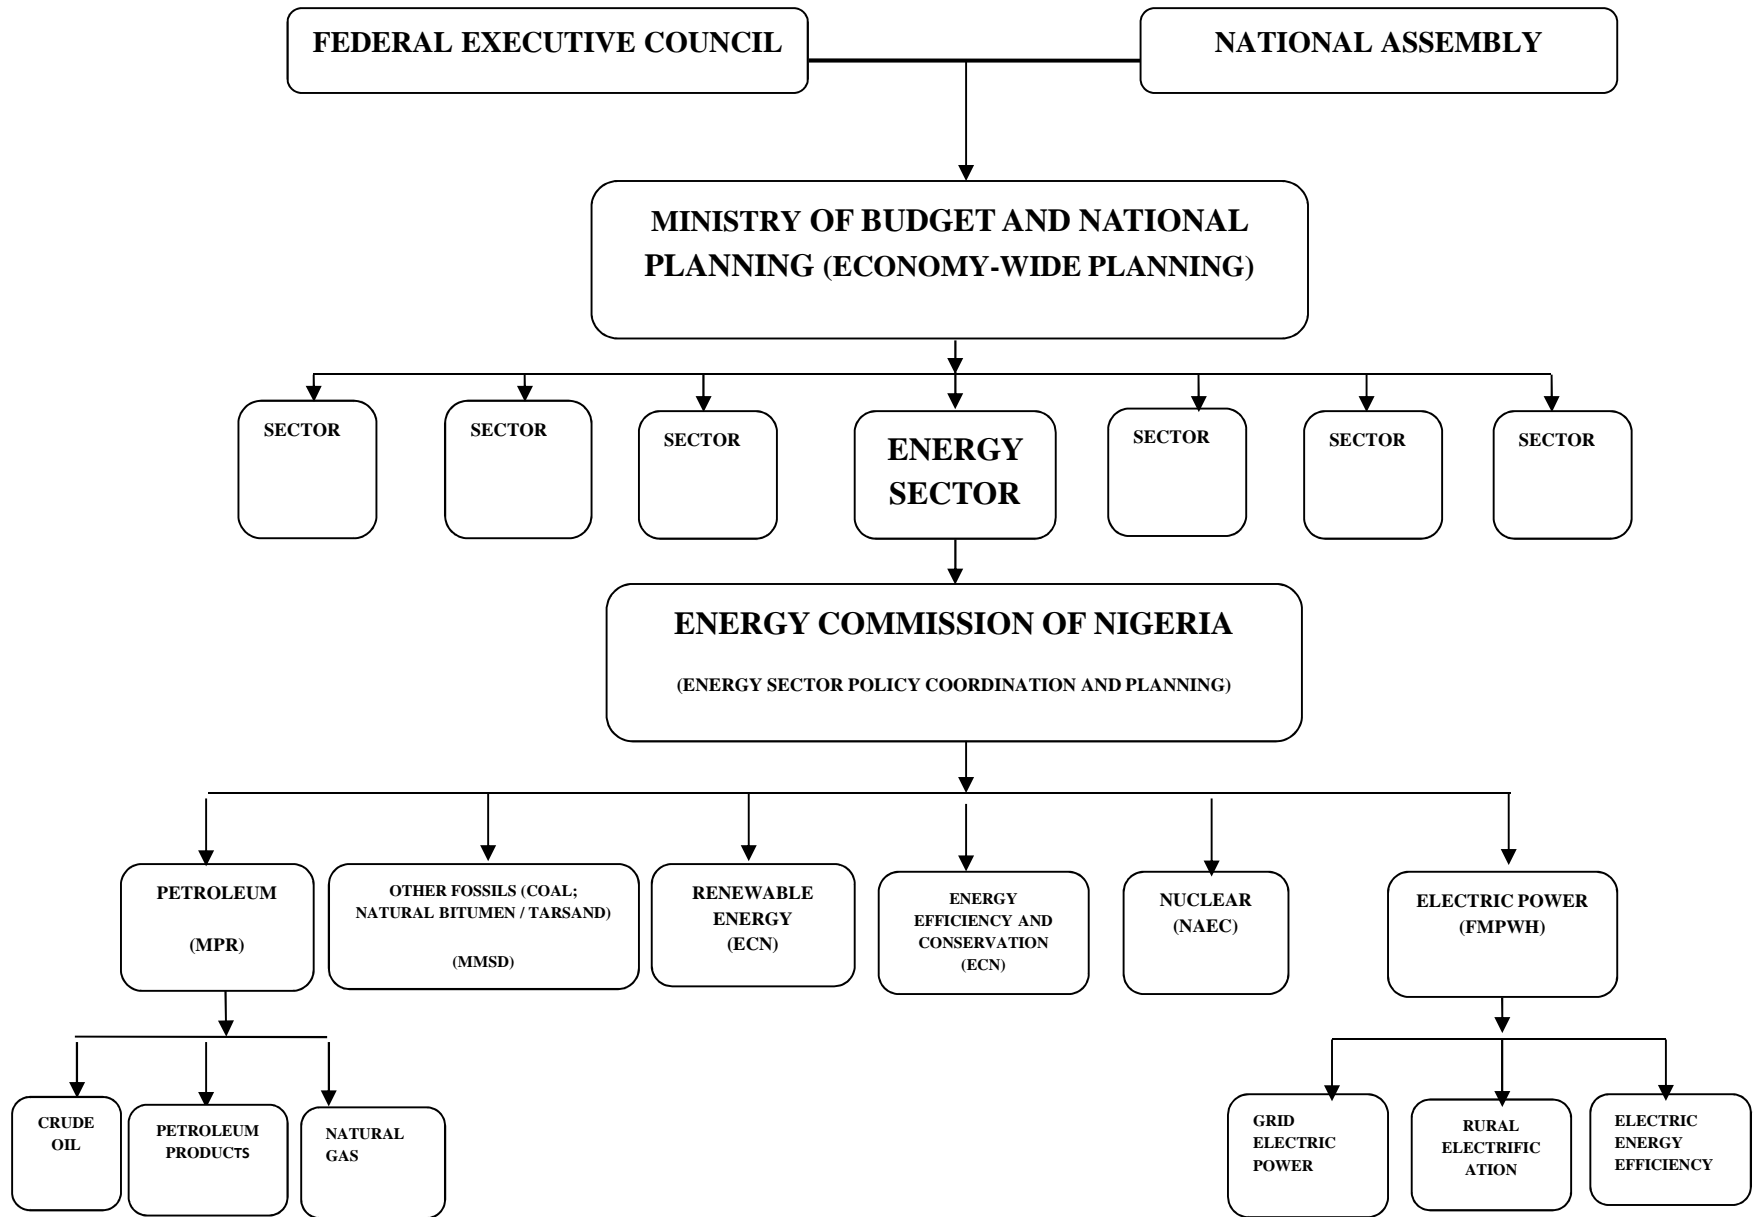 FEDERAL EXECUTIVE COUNCIL
NATIONAL ASSEMBLY
MINISTRY OF BUDGET AND NATIONAL
PLANNING (ECONOMY-WIDE PLANNING)
SECTOR
SECTOR
SECTOR
ENERGY
SECTOR
SECTOR
SECTOR
SECTOR
ENERGY COMMISSION OF NIGERIA
(ENERGY SECTOR POLICY COORDINATION AND PLANNING)
PETROLEUM
(MPR)
OTHER FOSSILS (COAL;
NATURAL BITUMEN / TARSAND)
(MMSD)
RENEWABLE
ENERGY
(ECN)
ENERGY
EFFICIENCY AND
CONSERVATION
(ECN)
NUCLEAR
(NAEC)
ELECTRIC POWER
(FMPWH)
CRUDE
OIL
PETROLEUM
PRODUCTS
NATURAL
GAS
GRID
ELECTRIC
POWER
RURAL
ELECTRIFIC
ATION
ELECTRIC
ENERGY
EFFICIENCY